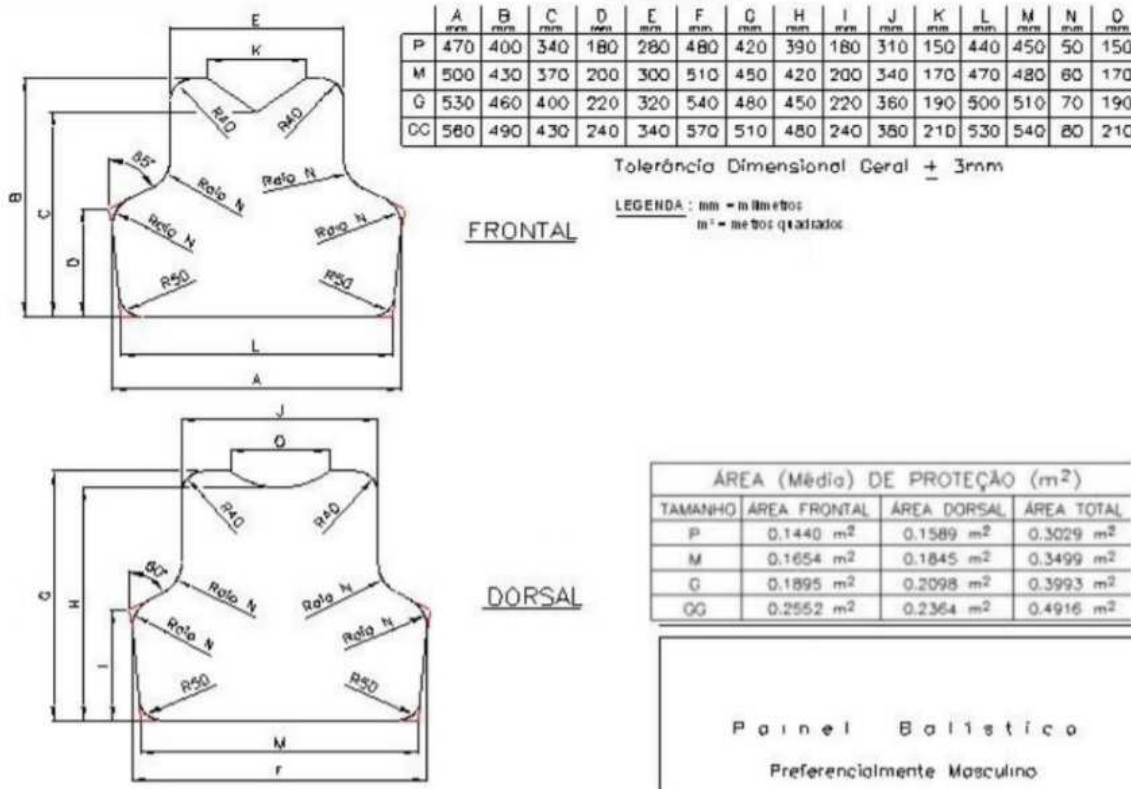 A B C D E F G H I J K L M N O
mm mm mm mm mm mm mm mm mm mm mm mm mm mm mm
P 470 400 340 180 280 480 420 390 180 310 150 440 450 50 150
M 500 430 370 200 300 510 450 420 200 340 170 470 480 60 170
G 530 460 400 220 320 540 480 450 220 360 190 500 510 70 190
GG 560 490 430 240 340 570 510 480 240 380 210 530 540 80 210
Tolerância Dimensional Geral ± 3mm
LEGENDA : mm = milímetros
m² = metros quadrados
E
K
R40 R40
B
C
85°
Raio N Raio N
Raio N Raio N
D
R50 R50
L
A
FRONTAL
J
O
R40 R40
G
H
60°
Raio N Raio N
Raio N Raio N
I
R50 R50
M
F
DORSAL
ÁREA (Média) DE PROTEÇÃO (m²)
TAMANHO ÁREA FRONTAL ÁREA DORSAL ÁREA TOTAL
P 0.1440 m² 0.1589 m² 0.3029 m²
M 0.1654 m² 0.1845 m² 0.3499 m²
G 0.1895 m² 0.2098 m² 0.3993 m²
GG 0.2552 m² 0.2364 m² 0.4916 m²
Painel Balístico
Preferencialmente Masculino